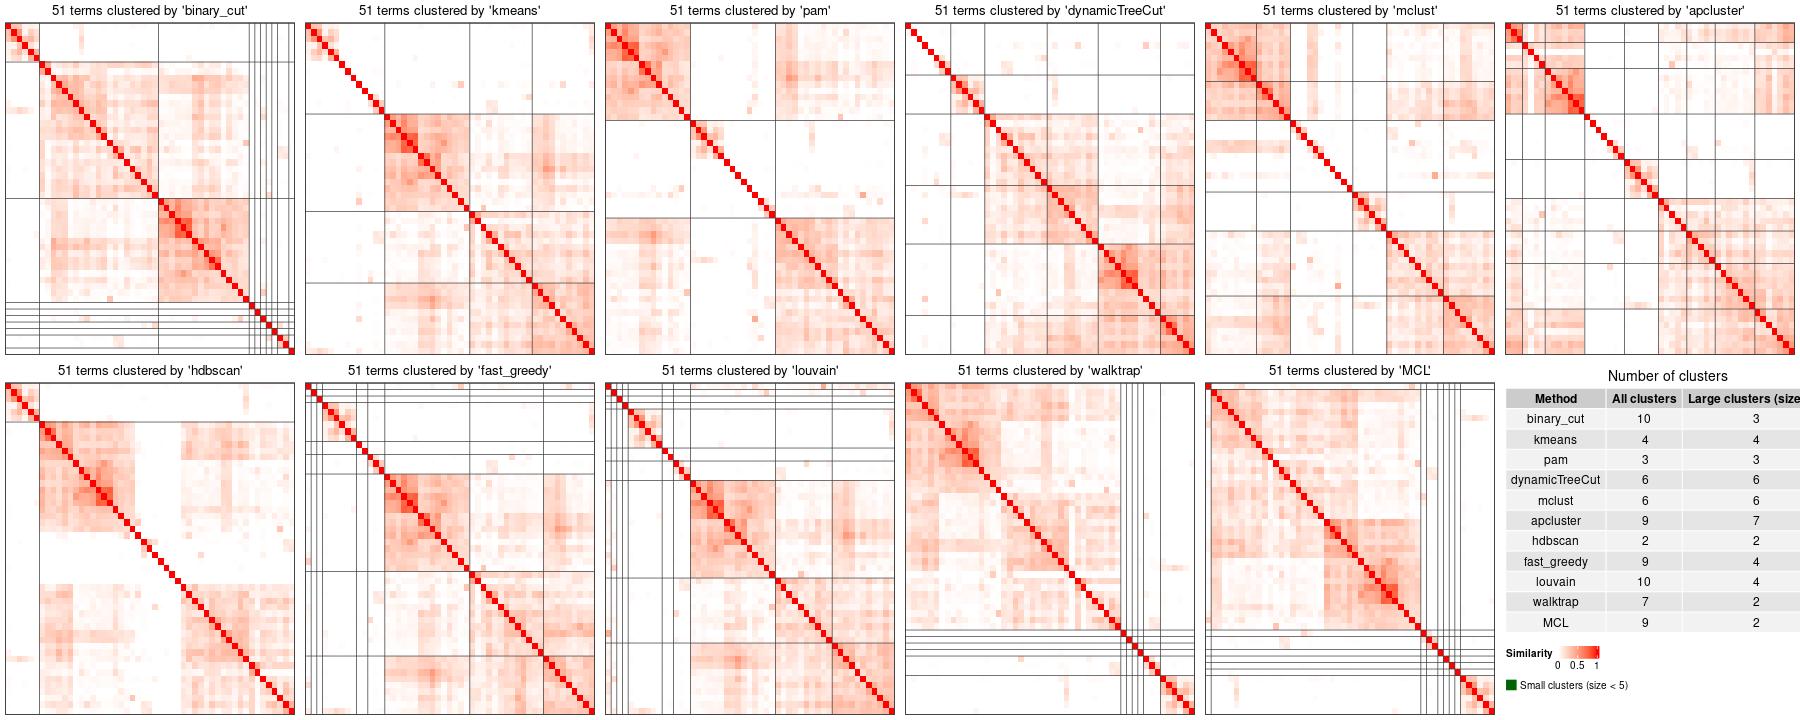 51 terms clustered by 'binary_cut'
51 terms clustered by 'kmeans'
51 terms clustered by 'pam'
51 terms clustered by 'dynamicTreeCut'
51 terms clustered by 'mclust'
51 terms clustered by 'apcluster'
51 terms clustered by 'hdbscan'
51 terms clustered by 'fast_greedy'
51 terms clustered by 'louvain'
51 terms clustered by 'walktrap'
51 terms clustered by 'MCL'
Number of clusters
Method All clusters Large clusters (size
binary_cut 10 3
kmeans 4 4
pam 3 3
dynamicTreeCut 6 6
mclust 6 6
apcluster 9 7
hdbscan 2 2
fast_greedy 9 4
louvain 10 4
walktrap 7 2
MCL 9 2
Similarity
0 0.5 1
Small clusters (size < 5)